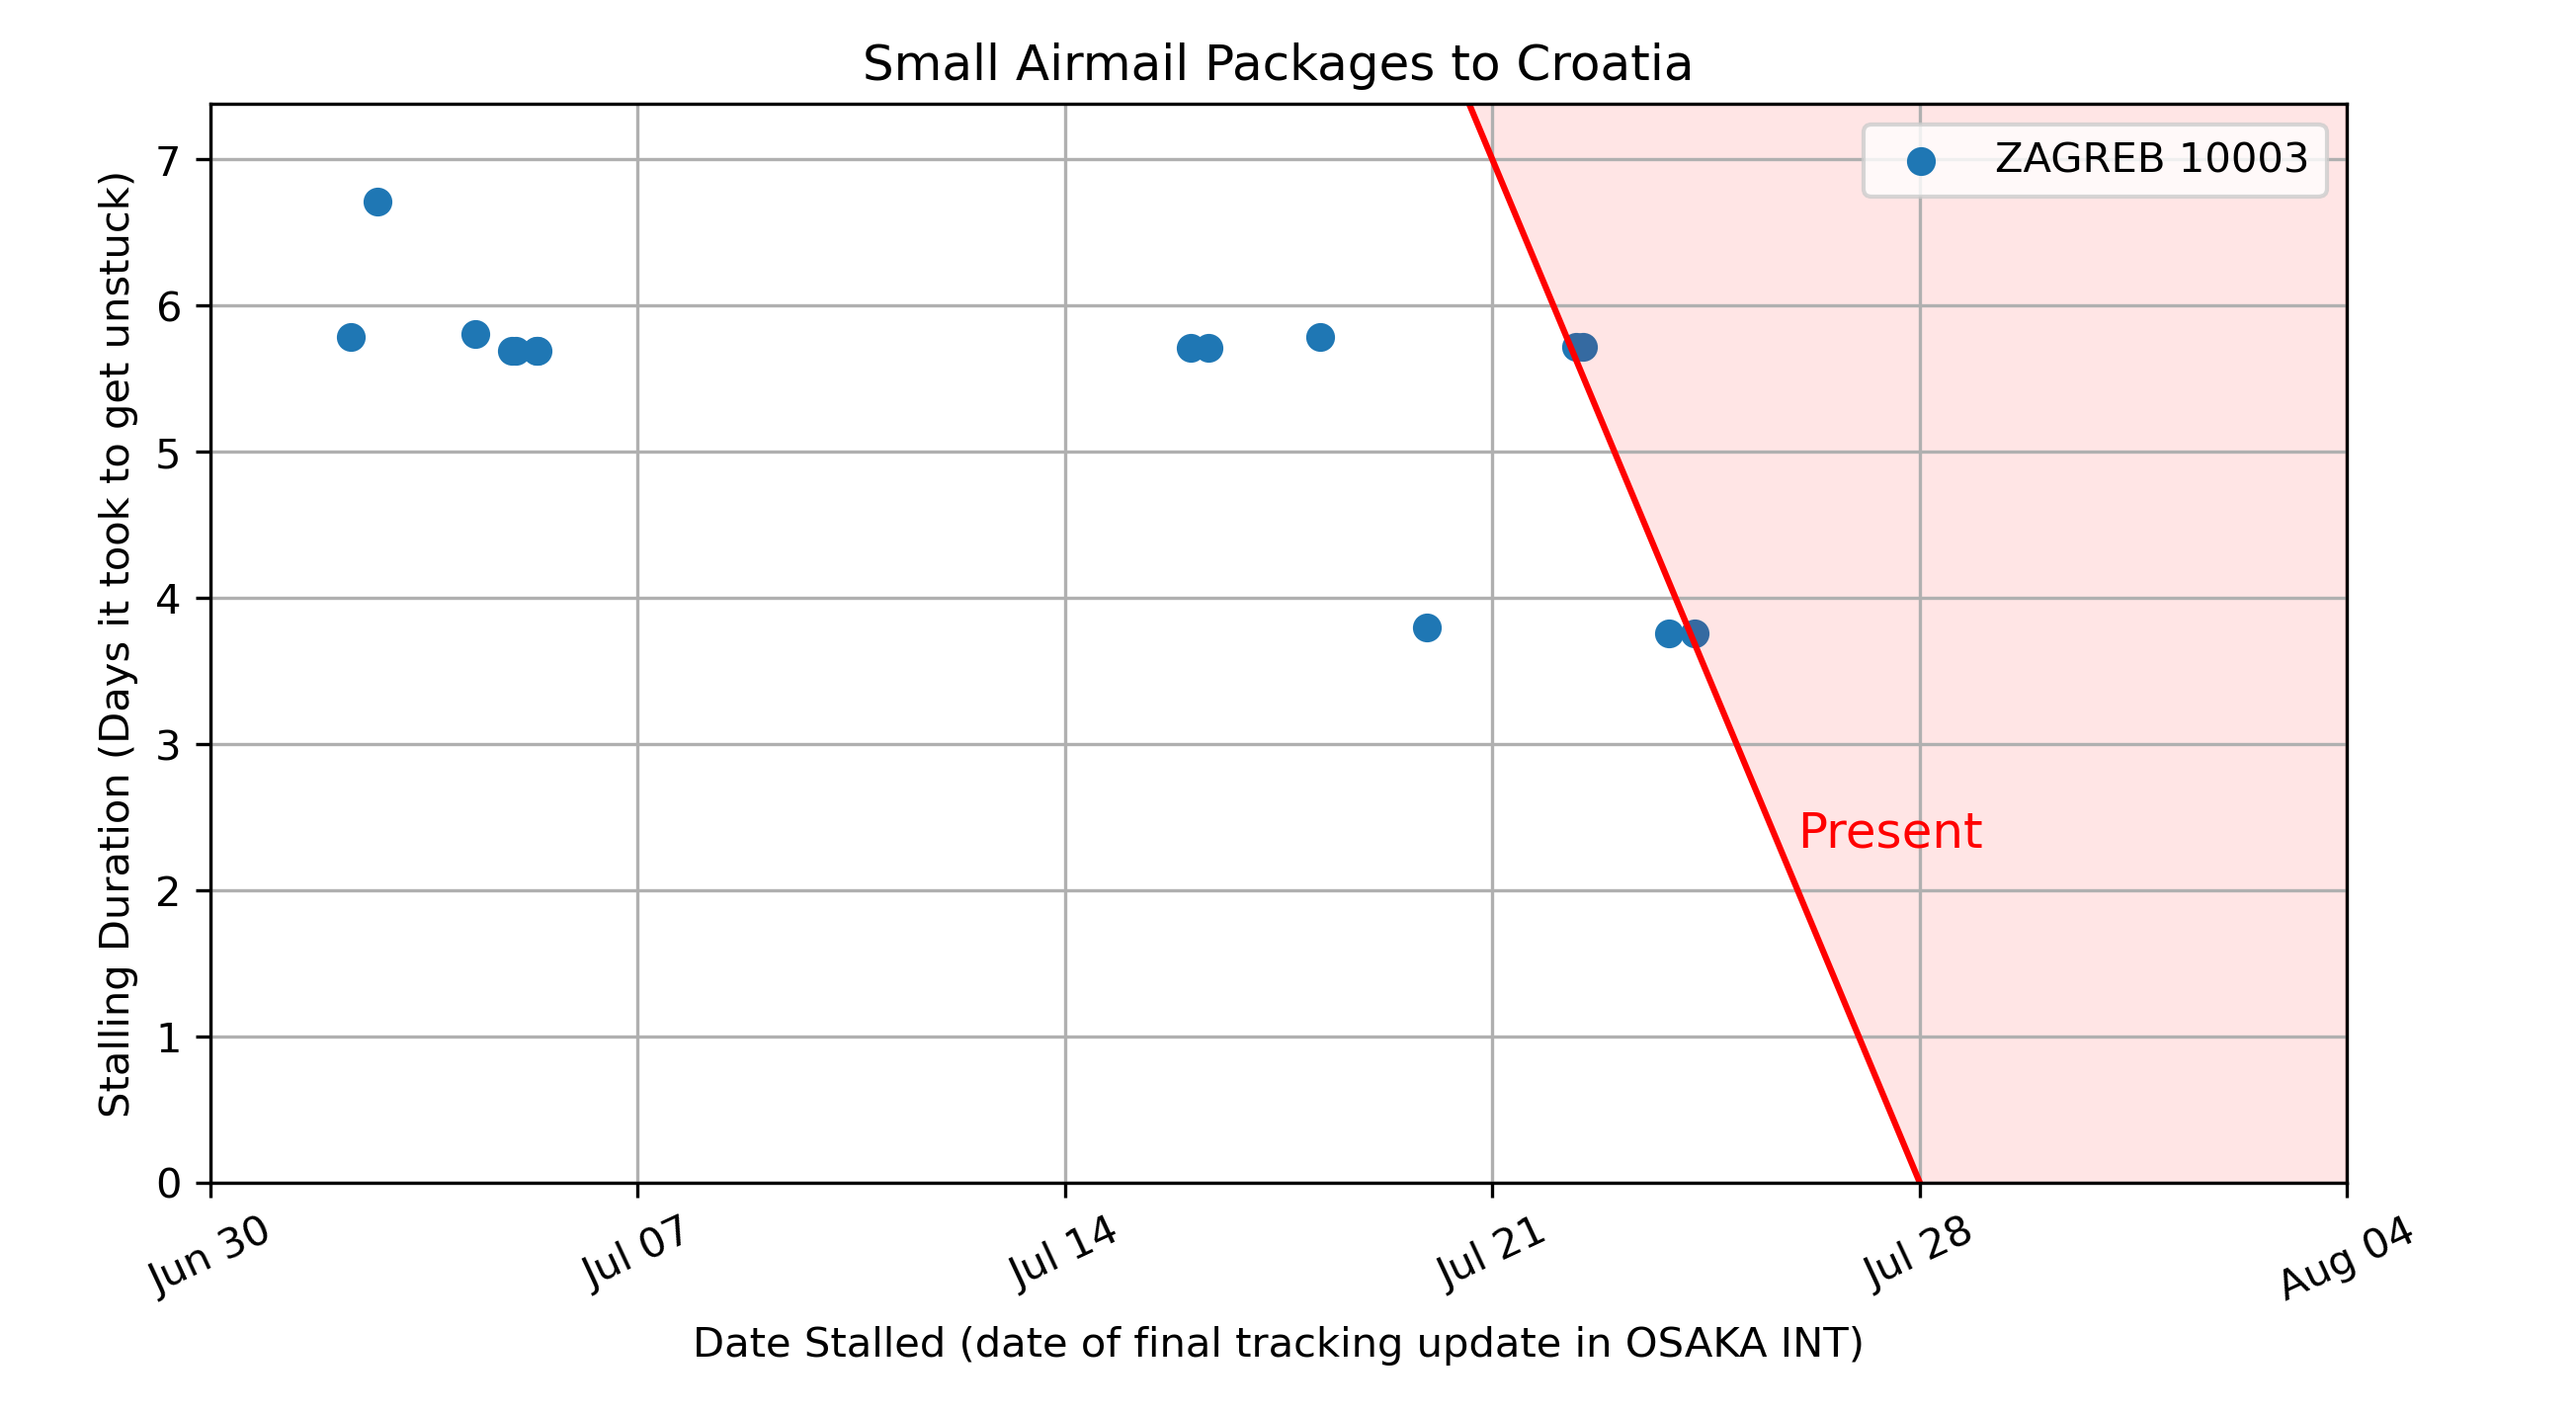 Small Airmail Packages to Croatia
ZAGREB 10003
Present
Stalling Duration (Days it took to get unstuck)
7
6
5
4
3
2
1
0
Jun 30
Jul 07
Jul 14
Jul 21
Jul 28
Aug 04
Date Stalled (date of final tracking update in OSAKA INT)